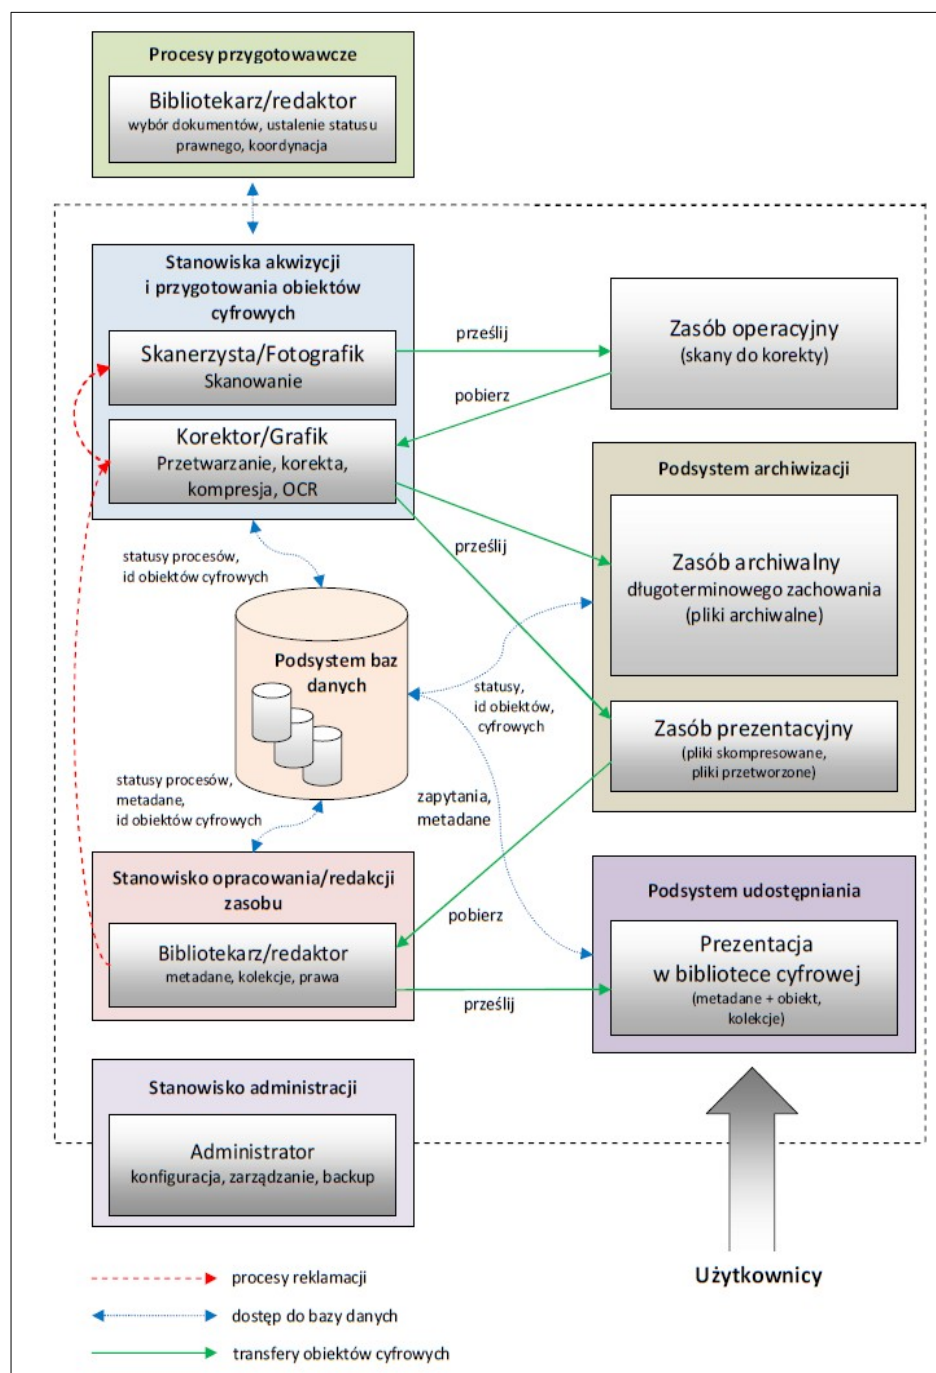 Procesy przygotowawcze
Bibliotekarz/redaktor
wybór dokumentów, ustalenie statusu
prawnego, koordynacja
Stanowiska akwizycji
i przygotowania obiektów
cyfrowych
Skanerzysta/Fotografik
Skanowanie
prześlij
Zasób operacyjny
(skany do korekty)
pobierz
Korektor/Grafik
Przetwarzanie, korekta,
kompresja, OCR
Podsystem archiwizacji
prześlij
Zasób archiwalny
długoterminowego zachowania
(pliki archiwalne)
statusy procesów,
id obiektów cyfrowych
Podsystem baz
danych
statusy,
id obiektów,
cyfrowych
Zasób prezentacyjny
(pliki skompresowane,
pliki przetworzone)
statusy procesów,
metadane,
id obiektów cyfrowych
zapytania,
metadane
Stanowisko opracowania/redakcji
zasobu
Bibliotekarz/redaktor
metadane, kolekcje, prawa
pobierz
prześlij
Podsystem udostępniania
Prezentacja
w bibliotece cyfrowej
(metadane + obiekt,
kolekcje)
Stanowisko administracji
Administrator
konfiguracja, zarządzanie, backup
Użytkownicy
procesy reklamacji
dostęp do bazy danych
transfery obiektów cyfrowych